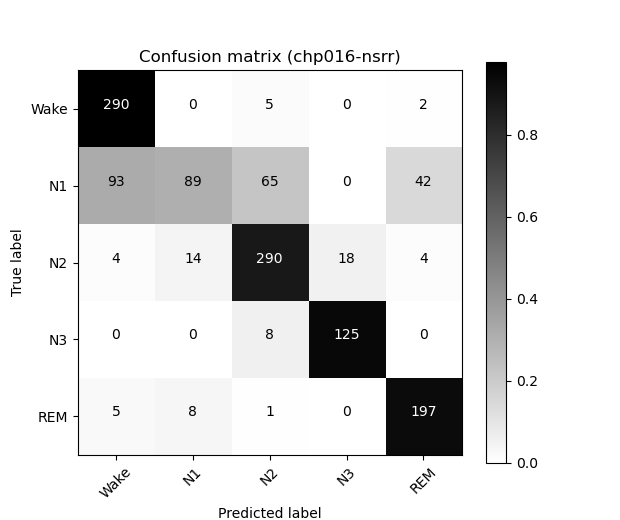 Confusion matrix (chp016-nsrr)
Wake 290 0 5 0 2
N1 93 89 65 0 42
N2 4 14 290 18 4
N3 0 0 8 125 0
REM 5 8 1 0 197
Wake N1 N2 N3 REM
True label
Predicted label
0.8
0.6
0.4
0.2
0.0